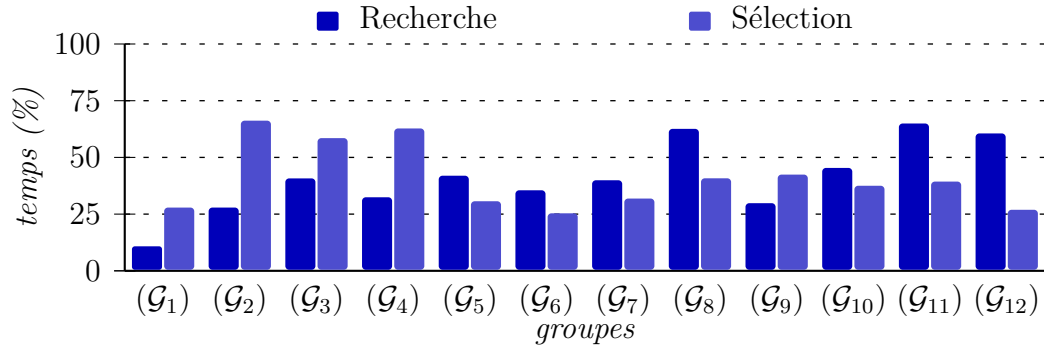 Recherche Sélection
100
75
50
25
0
temps (%)
(𝒢₁) (𝒢₂) (𝒢₃) (𝒢₄) (𝒢₅) (𝒢₆) (𝒢₇) (𝒢₈) (𝒢₉) (𝒢₁₀) (𝒢₁₁) (𝒢₁₂)
groupes